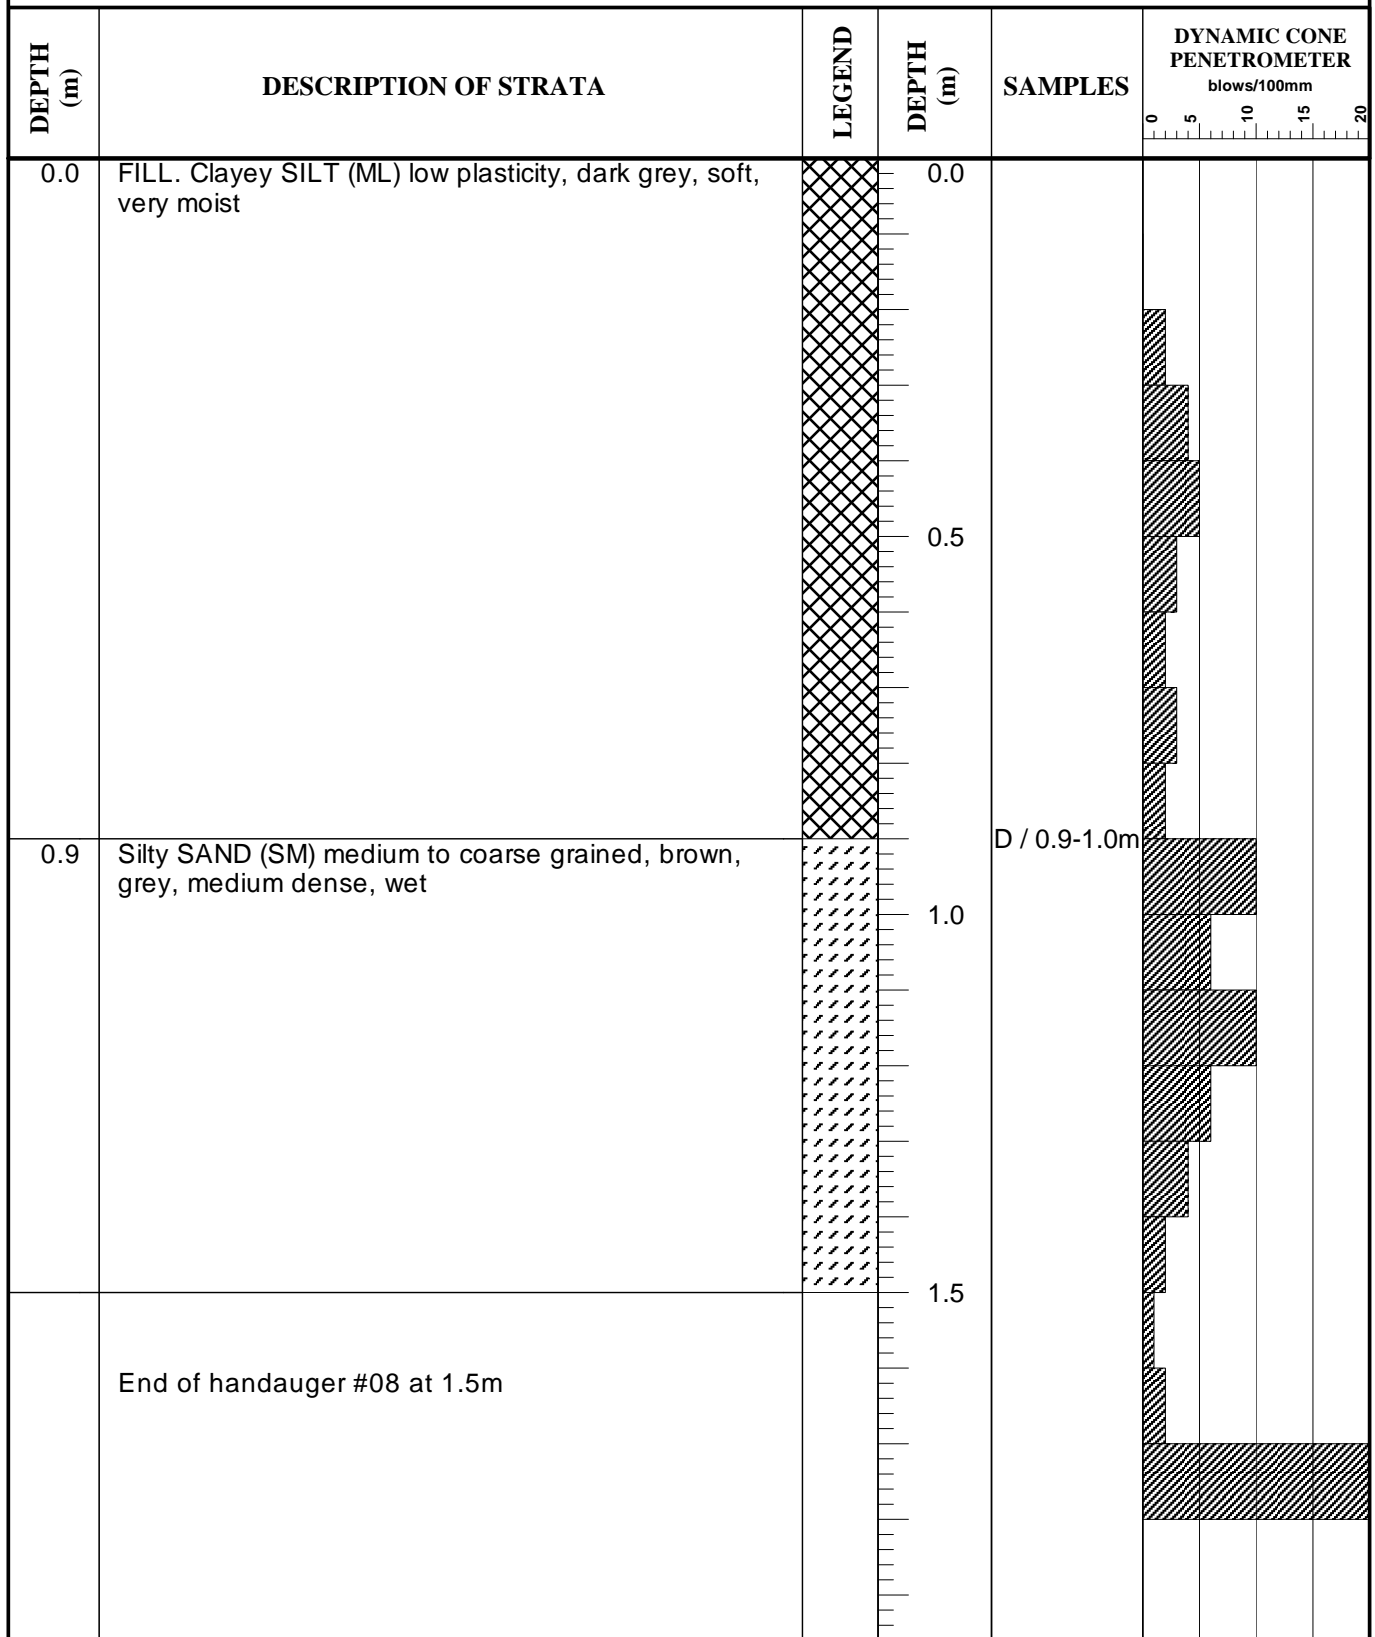 DEPTH
(m)
DESCRIPTION OF STRATA
LEGEND
DEPTH
(m)
SAMPLES
DYNAMIC CONE
PENETROMETER
blows/100mm
0 5 10 15 20
0.0 FILL. Clayey SILT (ML) low plasticity, dark grey, soft, 0.0
very moist
0.5
D / 0.9-1.0m
0.9 Silty SAND (SM) medium to coarse grained, brown,
grey, medium dense, wet
1.0
1.5
End of handauger #08 at 1.5m